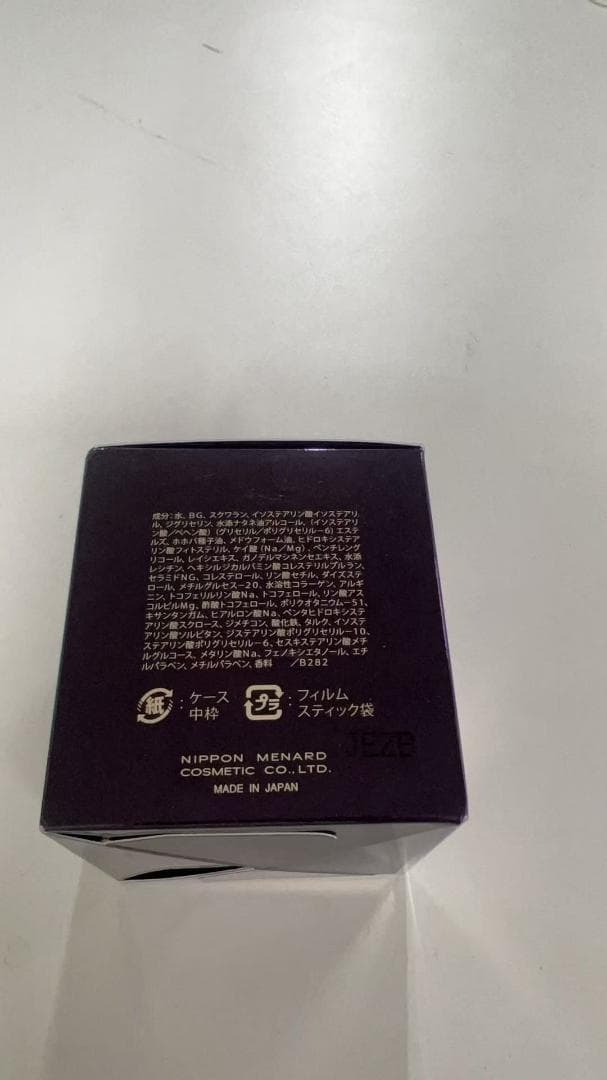 成分:水、BG、スクワラン、イソステアリン酸イソステアリ
ル、ジグリセリン、水添ナタネ油アルコール、(イソステアリ
ン酸/ベヘン酸)(グリセリル/ポリグリセリル-6)エステ
ルズ、ホホバ種子油、メドウフォーム油、ヒドロキシステア
リン酸フィトステリル、ケイ酸(Na/Mg)、ペンチレングリ
コール、レイシエキス、ガノデルマシネンセエキス、水添
レシチン、ヘキシルジカルバミン酸コレステリルプルラン、
セラミドNG、コレステロール、リン酸セチル、ダイズステ
ロール、メチルグルセス-20、水溶性コラーゲン、アルギ
ニン、トコフェリルリン酸Na、トコフェロール、リン酸アス
コルビルMg、酢酸トコフェロール、ポリクオタニウム-51、
キサンタンガム、ヒアルロン酸Na、ペンタヒドロキシステ
アリン酸スクロース、ジメチコン、酸化鉄、タルク、イソステ
アリン酸ソルビタン、ジステアリン酸ポリグリセリル-10、
ステアリン酸ポリグリセリル-6、セスキステアリン酸メチ
ルグルコース、メタリン酸Na、フェノキシエタノール、エチ
ルパラベン、メチルパラベン、香料 /B282
紙 : ケース
中枠
プラ : フィルム
スティック袋
JEZB
NIPPON MENARD
COSMETIC CO., LTD.
MADE IN JAPAN